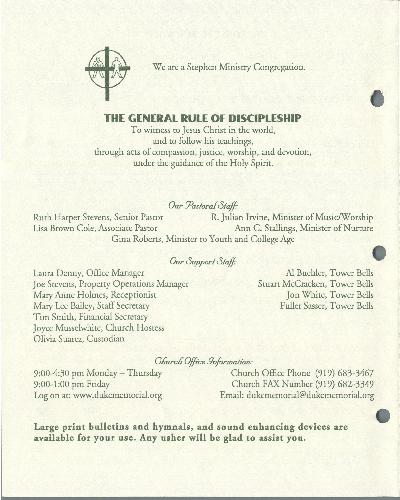 We are a Stephen Ministry Congregation.
THE GENERAL RULE OF DISCIPLESHIP
To witness to Jesus Christ in the world,
and to follow his teachings,
through acts of compassion, justice, worship, and devotion,
under the guidance of the Holy Spirit.
Our Pastoral Staff:
Ruth Harper Stevens, Senior Pastor R. Julian Irvine, Minister of Music/Worship
Lisa Brown Cole, Associate Pastor Ann C. Stallings, Minister of Nurture
Gina Roberts, Minister to Youth and College Age
Our Support Staff:
Laura Denny, Office Manager Al Buehler, Tower Bells
Joe Stevens, Property Operations Manager Stuart McCracken, Tower Bells
Mary Anne Holmes, Receptionist Jon White, Tower Bells
Mary Lee Bailey, Staff Secretary Fuller Sasser, Tower Bells
Tim Smith, Financial Secretary
Joyce Musselwhite, Church Hostess
Olivia Suarez, Custodian
Church Office Information:
9:00-4:30 pm Monday – Thursday Church Office Phone (919) 683-3467
9:00-1:00 pm Friday Church FAX Number (919) 682-3349
Log on at: www.dukememorial.org Email: dukememorial@dukememorial.org
Large print bulletins and hymnals, and sound enhancing devices are
available for your use. Any usher will be glad to assist you.